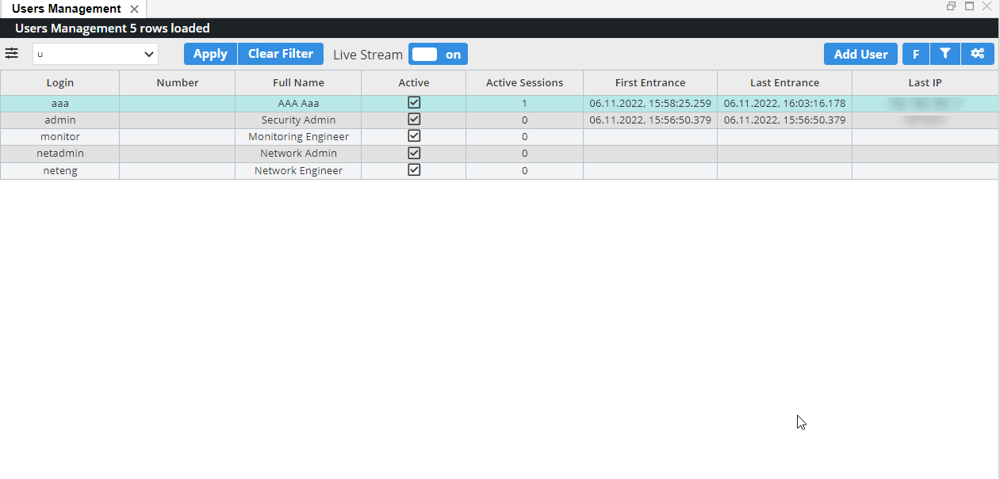 Users Management
Users Management 5 rows loaded
u Apply Clear Filter Live Stream on Add User F
Login Number Full Name Active Active Sessions First Entrance Last Entrance Last IP
aaa AAA Aaa 1 06.11.2022, 15:58:25.259 06.11.2022, 16:03:16.178
admin Security Admin 0 06.11.2022, 15:56:50.379 06.11.2022, 15:56:50.379
monitor Monitoring Engineer 0
netadmin Network Admin 0
neteng Network Engineer 0